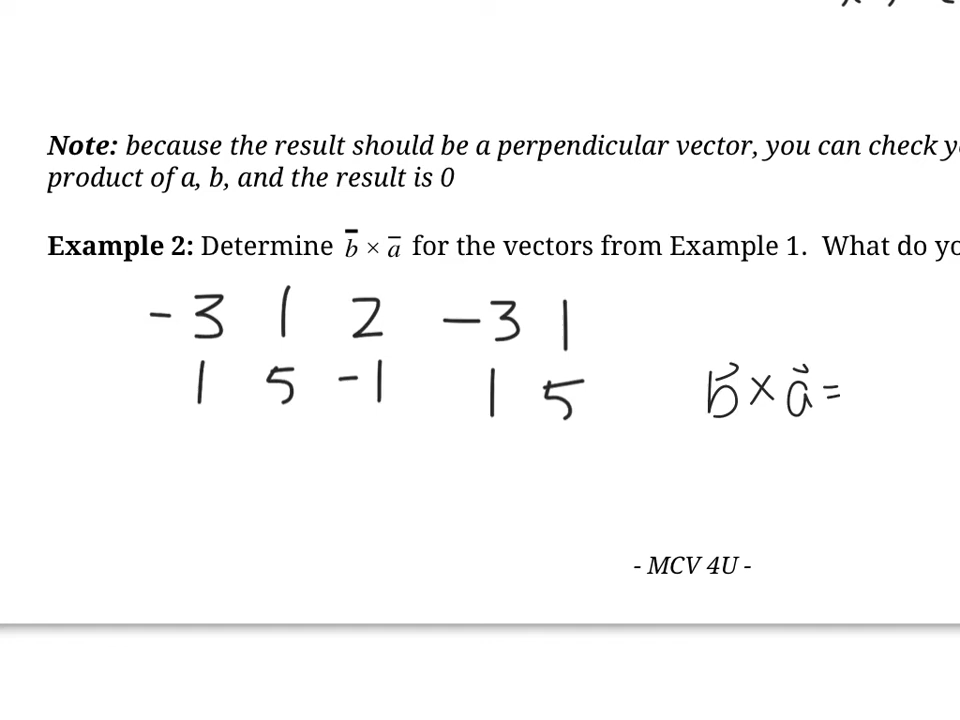 Note: because the result should be a perpendicular vector, you can check
product of a, b, and the result is 0
Example 2: Determine b̅ × a̅ for the vectors from Example 1. What do
-3 1 2 -3 1
1 5 -1 1 5
b⃗ × a⃗ =
- MCV 4U -